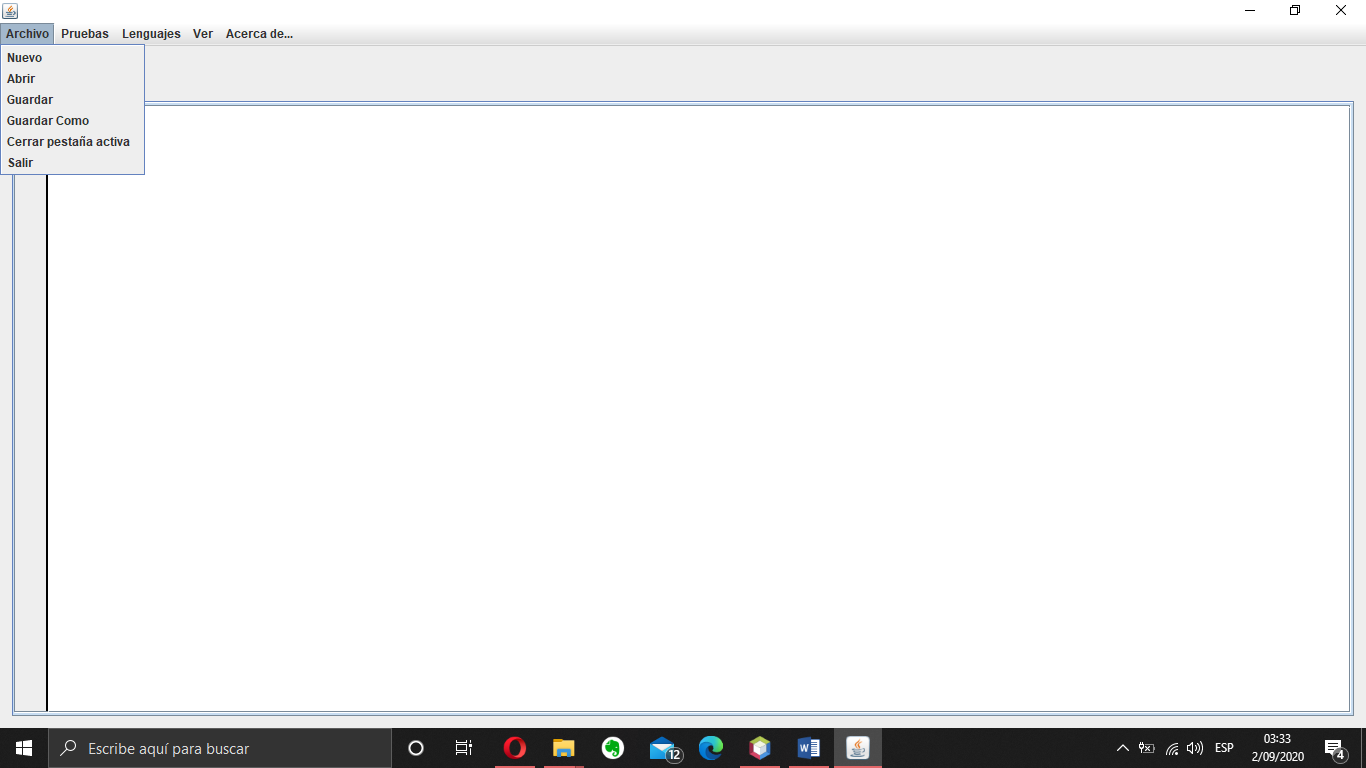 Archivo Pruebas Lenguajes Ver Acerca de...
Nuevo
Abrir
Guardar
Guardar Como
Cerrar pestaña activa
Salir
Escribe aquí para buscar
12
W
ESP
03:33
2/09/2020
4